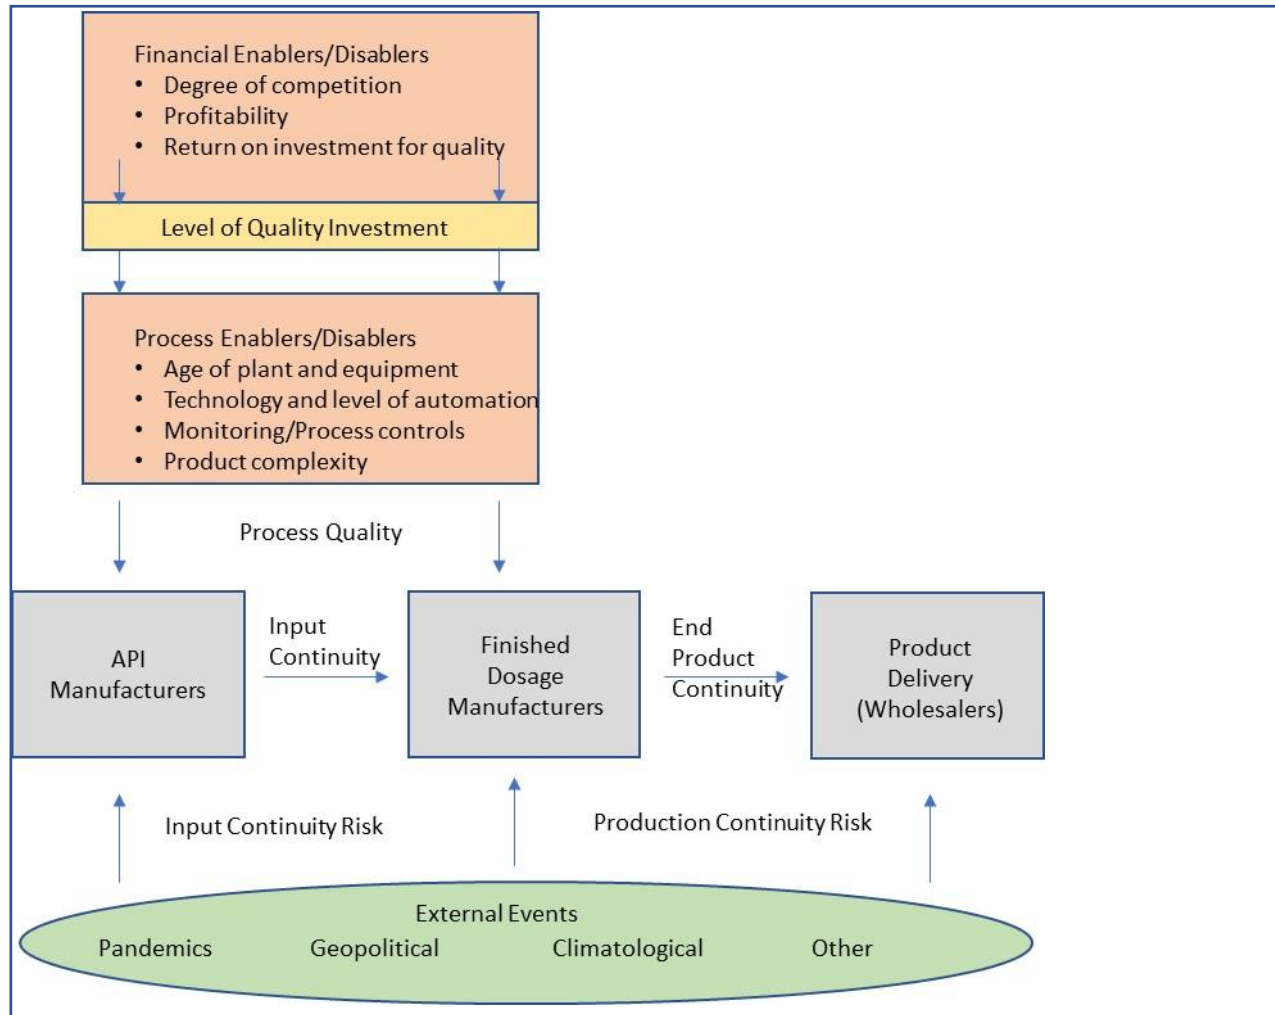 Financial Enablers/Disablers
• Degree of competition
• Profitability
• Return on investment for quality
Level of Quality Investment
Process Enablers/Disablers
• Age of plant and equipment
• Technology and level of automation
• Monitoring/Process controls
• Product complexity
Process Quality
API
Manufacturers
Input
Continuity
Finished
Dosage
Manufacturers
End
Product
Continuity
Product
Delivery
(Wholesalers)
Input Continuity Risk
Production Continuity Risk
External Events
Pandemics Geopolitical Climatological Other